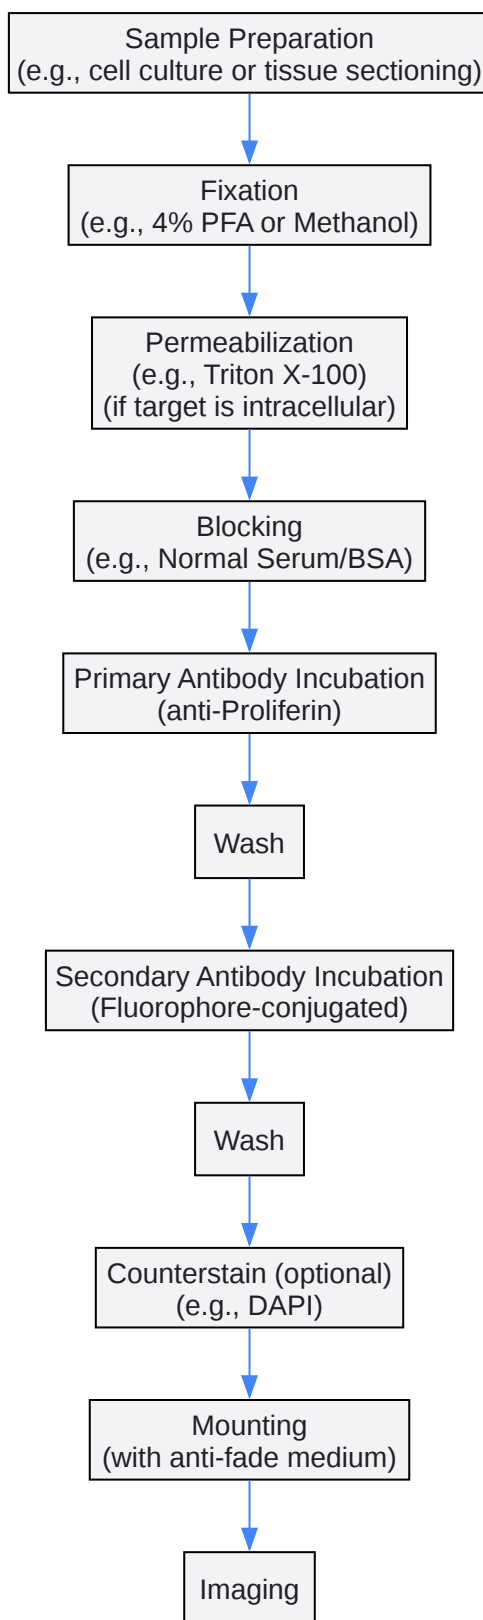 Sample Preparation
(e.g., cell culture or tissue sectioning)
Fixation
(e.g., 4% PFA or Methanol)
Permeabilization
(e.g., Triton X-100)
(if target is intracellular)
Blocking
(e.g., Normal Serum/BSA)
Primary Antibody Incubation
(anti-Proliferin)
Wash
Secondary Antibody Incubation
(Fluorophore-conjugated)
Wash
Counterstain (optional)
(e.g., DAPI)
Mounting
(with anti-fade medium)
Imaging